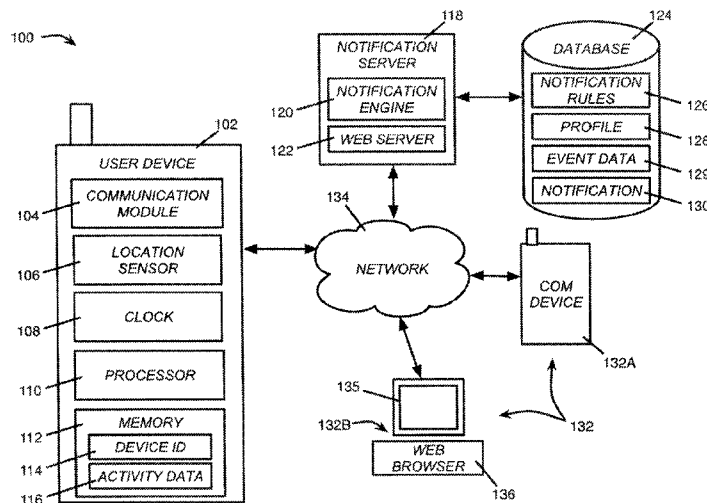 100
118
NOTIFICATION
SERVER
120
NOTIFICATION
ENGINE
122
WEB SERVER
124
DATABASE
NOTIFICATION
RULES
126
PROFILE
128
EVENT DATA
129
NOTIFICATION
130
102
USER DEVICE
104
COMMUNICATION
MODULE
106
LOCATION
SENSOR
108
CLOCK
110
PROCESSOR
112
MEMORY
114
DEVICE ID
116
ACTIVITY DATA
134
NETWORK
COM
DEVICE
132A
135
132B
132
WEB
BROWSER
136